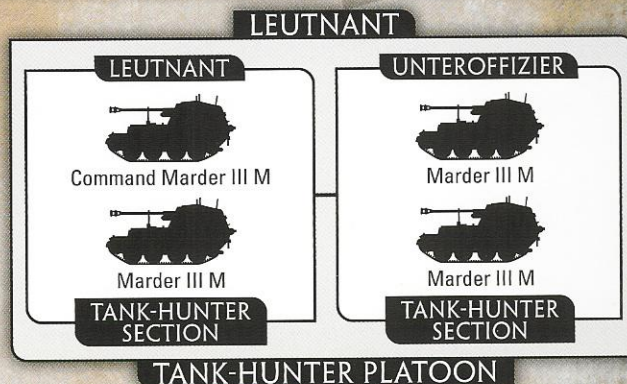 LEUTNANT
LEUTNANT
Command Marder III M
Marder III M
TANK-HUNTER
SECTION
UNTEROFFIZIER
Marder III M
Marder III M
TANK-HUNTER
SECTION
TANK-HUNTER PLATOON